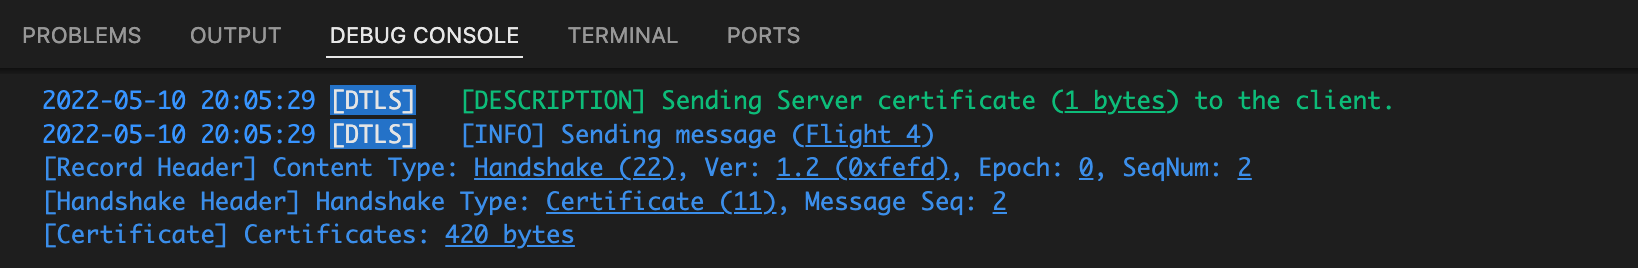 PROBLEMS OUTPUT DEBUG CONSOLE TERMINAL PORTS
2022-05-10 20:05:29 [DTLS] [DESCRIPTION] Sending Server certificate (1 bytes) to the client.
2022-05-10 20:05:29 [DTLS] [INFO] Sending message (Flight 4)
[Record Header] Content Type: Handshake (22), Ver: 1.2 (0xfefd), Epoch: 0, SeqNum: 2
[Handshake Header] Handshake Type: Certificate (11), Message Seq: 2
[Certificate] Certificates: 420 bytes